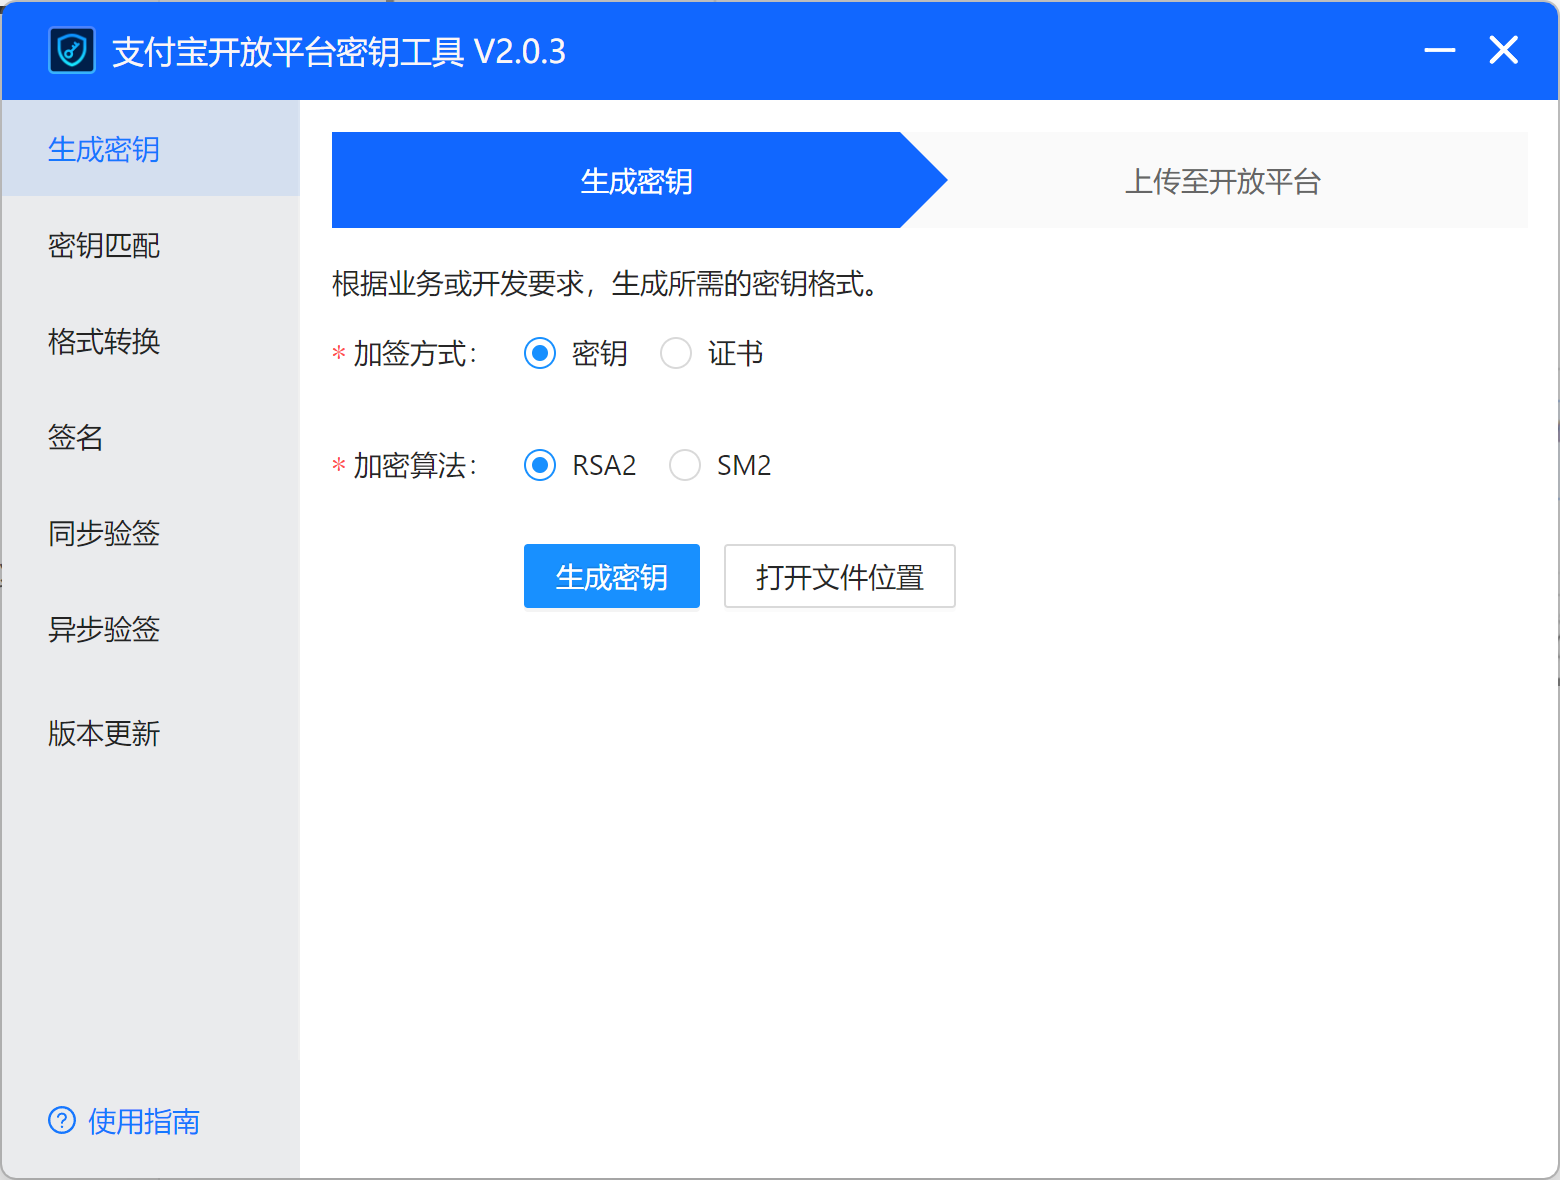 支付宝开放平台密钥工具 V2.0.3
生成密钥
密钥匹配
格式转换
签名
同步验签
异步验签
版本更新
使用指南
生成密钥
上传至开放平台
根据业务或开发要求，生成所需的密钥格式。
* 加签方式： 密钥 证书
* 加密算法： RSA2 SM2
生成密钥 打开文件位置